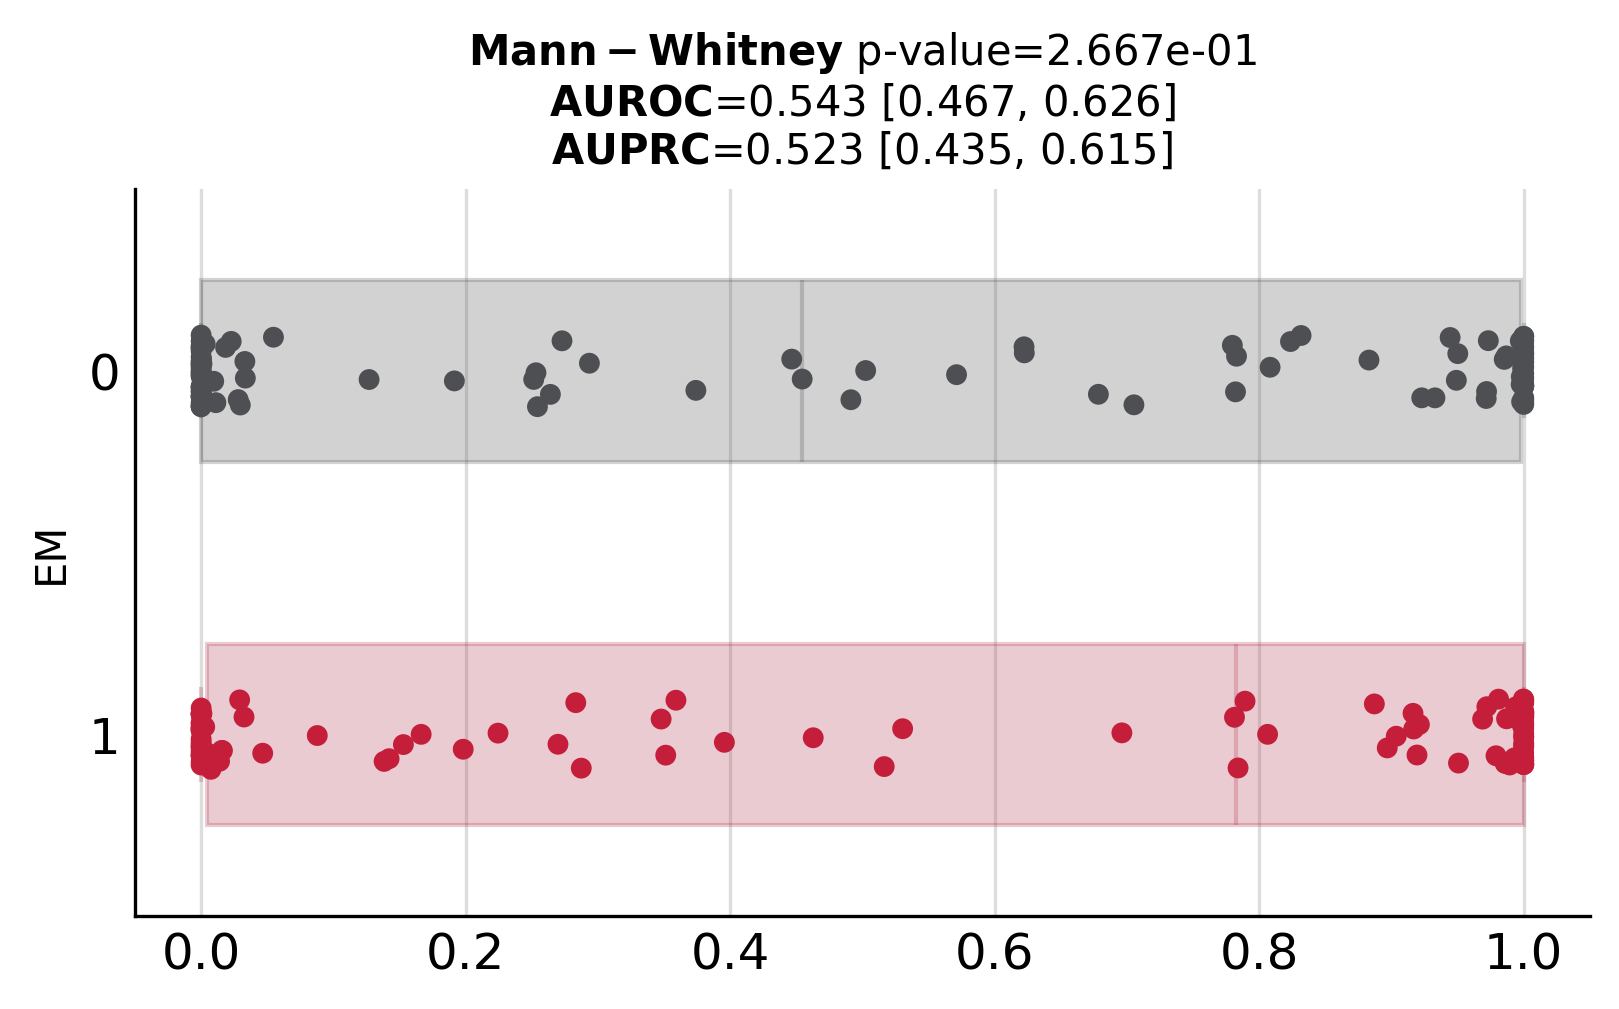 Mann − Whitney p-value=2.667e-01
AUROC=0.543 [0.467, 0.626]
AUPRC=0.523 [0.435, 0.615]
0
EM
1
0.0 0.2 0.4 0.6 0.8 1.0